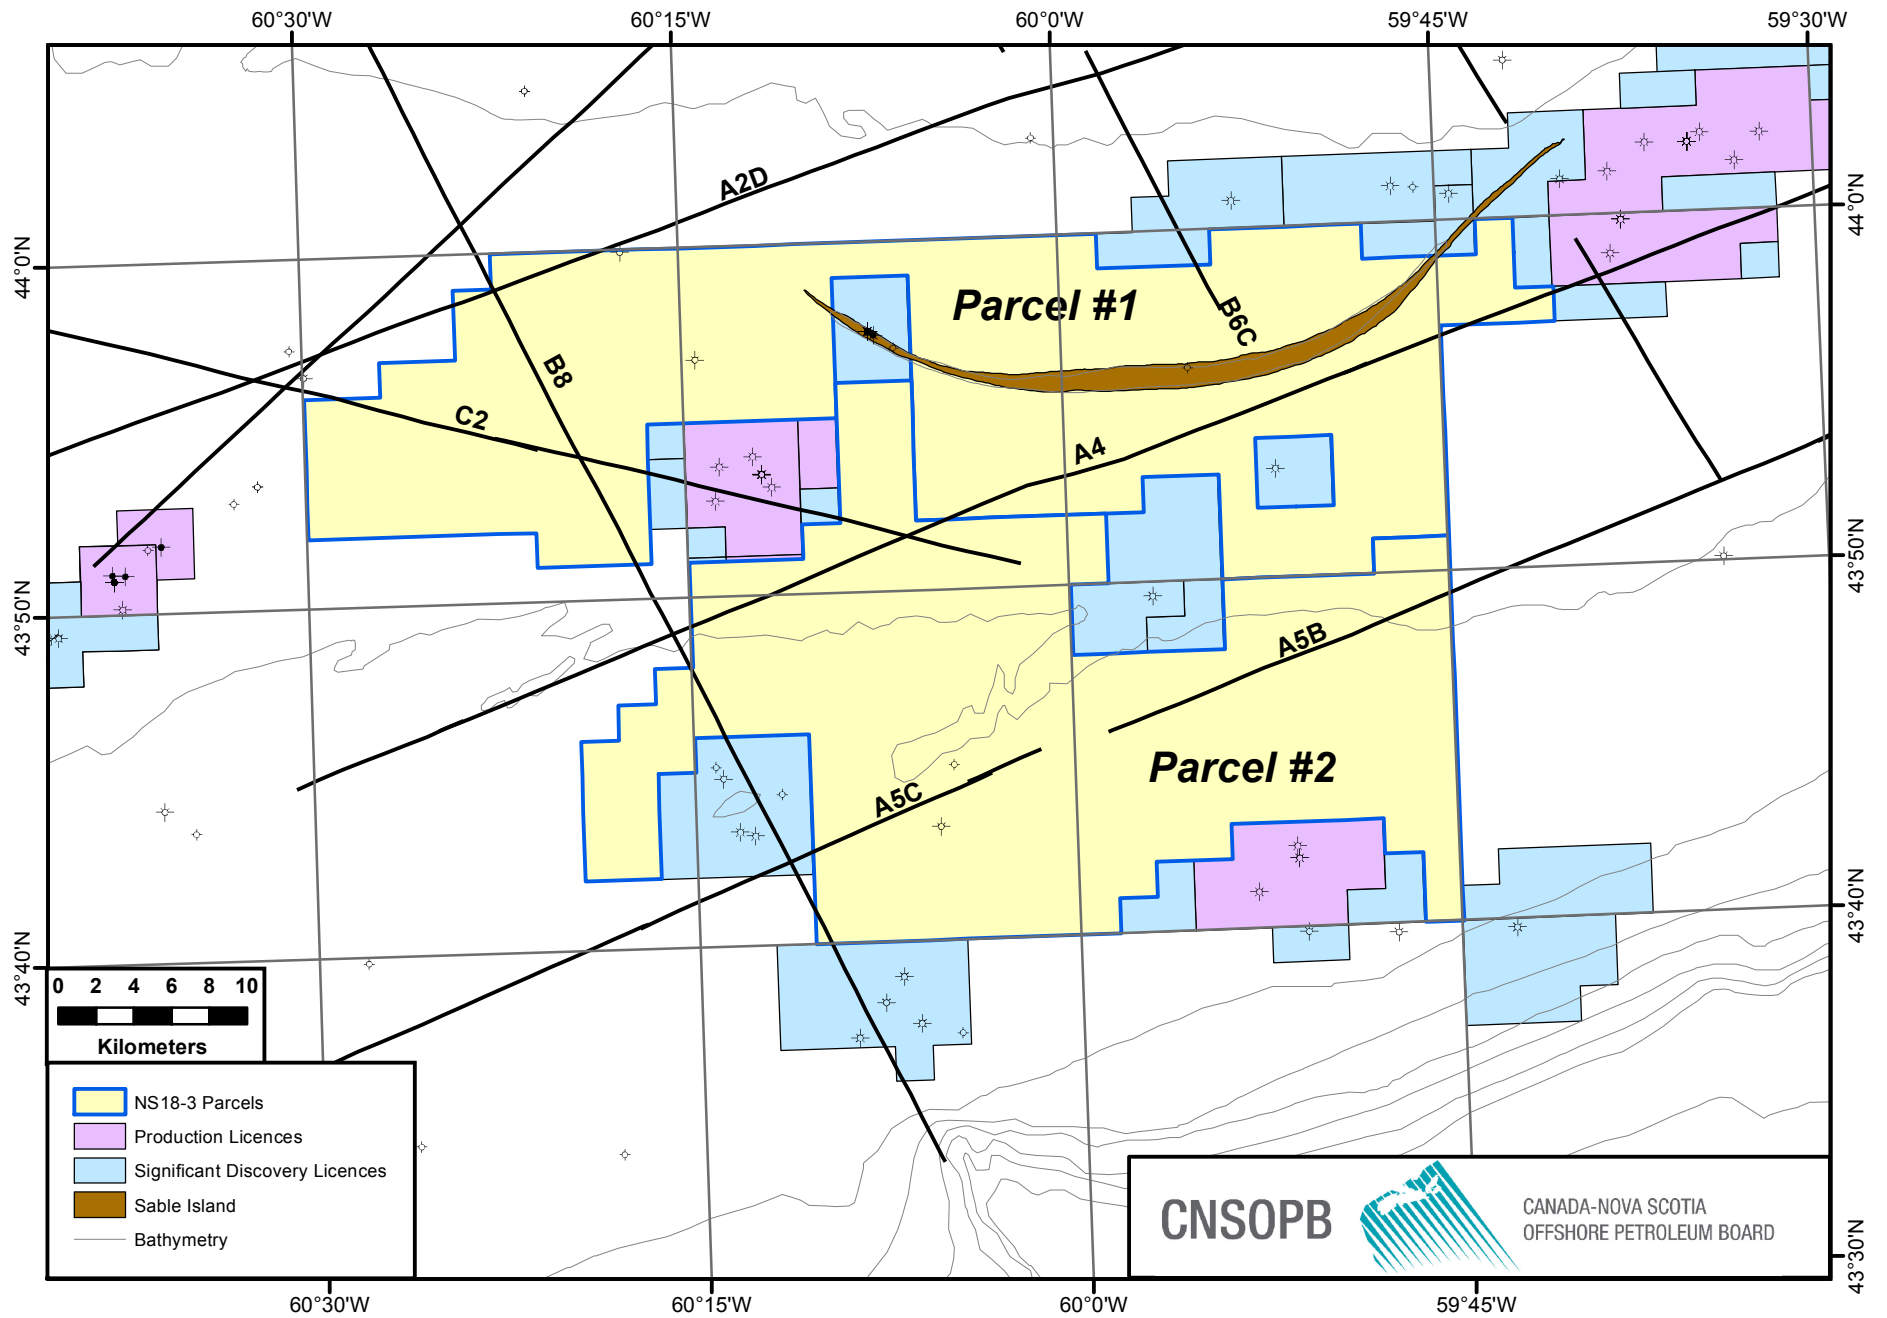 60°30'W
60°15'W
60°0'W
59°45'W
59°30'W
44°0'N
43°50'N
43°40'N
44°0'N
43°50'N
43°40'N
43°30'N
A2D
Parcel #1
B6C
B8
C2
A4
A5B
Parcel #2
A5C
0 2 4 6 8 10
Kilometers
NS18-3 Parcels
Production Licences
Significant Discovery Licences
Sable Island
Bathymetry
CNSOPB
CANADA-NOVA SCOTIA
OFFSHORE PETROLEUM BOARD
60°30'W
60°15'W
60°0'W
59°45'W